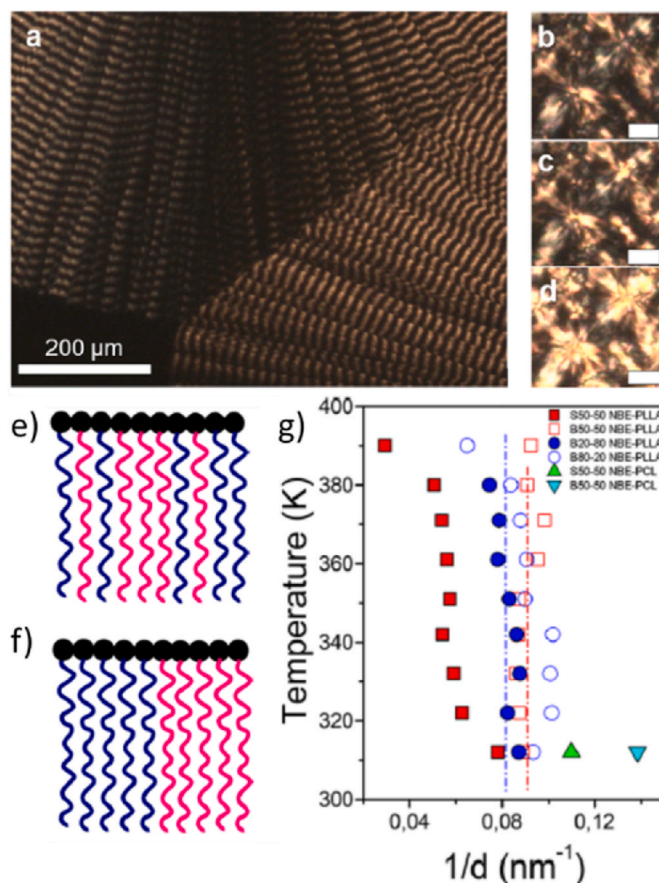 a
b
c
d
200 µm
e)
f)
g)
S50-50 NBE-PLLA
B50-50 NBE-PLLA
B20-80 NBE-PLLA
B80-20 NBE-PLLA
S50-50 NBE-PCL
B50-50 NBE-PCL
400
380
360
340
320
300
Temperature (K)
0,04
0,08
0,12
1/d (nm⁻¹)